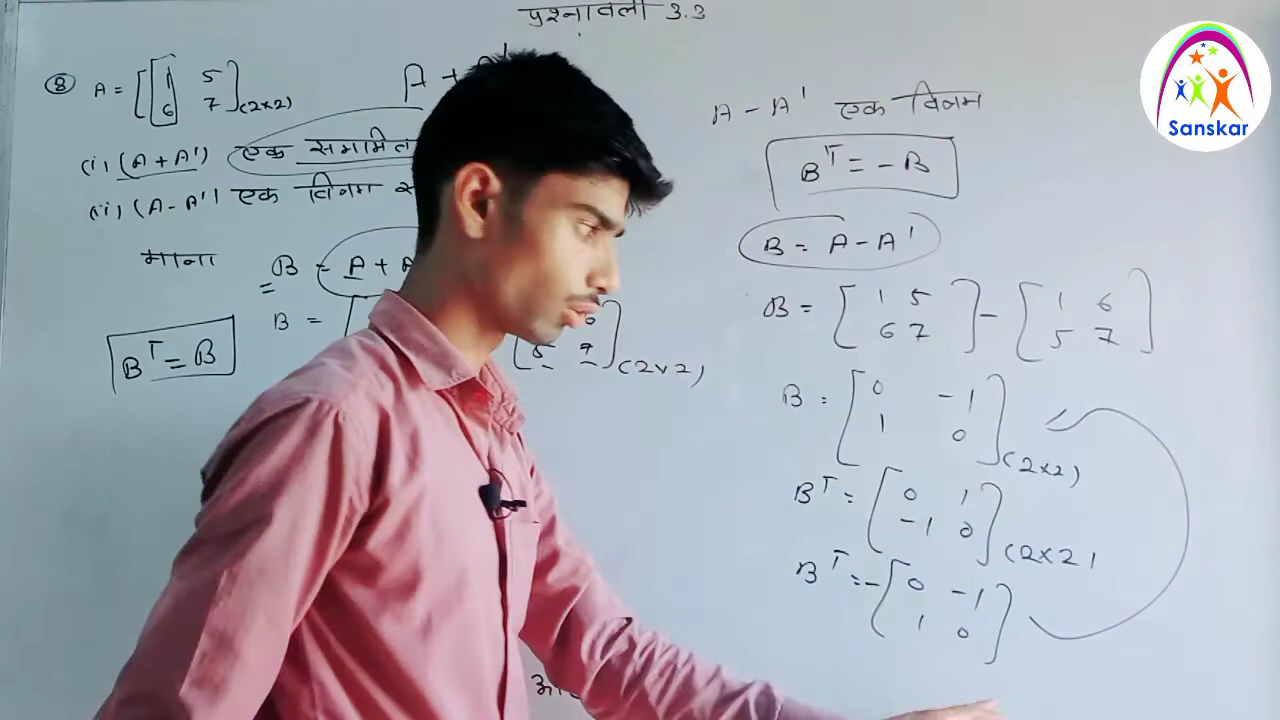 प्रश्नावली 3.3
⑧ A = [1 5
6 7](2×2)
A +
(i) (A + A') एक सममित
(ii) (A - A') एक विषम
माना B = A +
B =
5 9 (2×2)
B^T = B
A - A' एक विषम
B^T = -B
B = A - A'
B = [1 5
6 7] - [1 6
5 7]
B = [0 -1
1 0](2×2)
B^T = [0 1
-1 0](2×2)
B^T = -[0 -1
1 0]
Sanskar